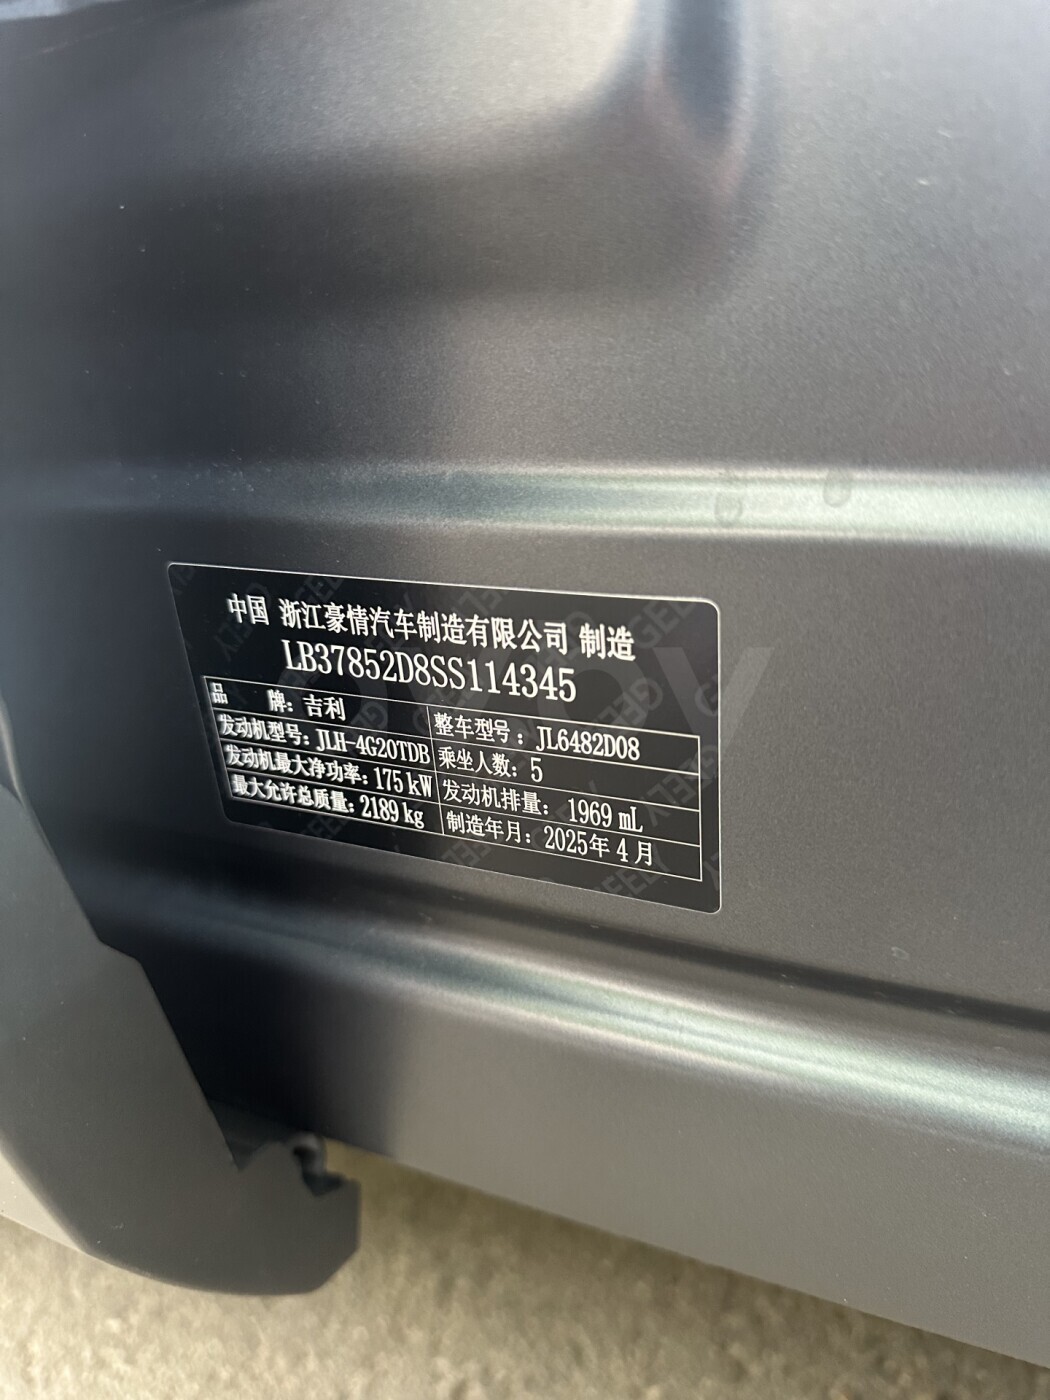 中国 浙江豪情汽车制造有限公司 制造
LB37852D8SS114345
品 牌：吉利
整车型号：JL6482D08
发动机型号：JLH-4G20TDB
乘坐人数：5
发动机最大净功率：175 kW
发动机排量：1969 mL
最大允许总质量：2189 kg
制造年月：2025年 4 月